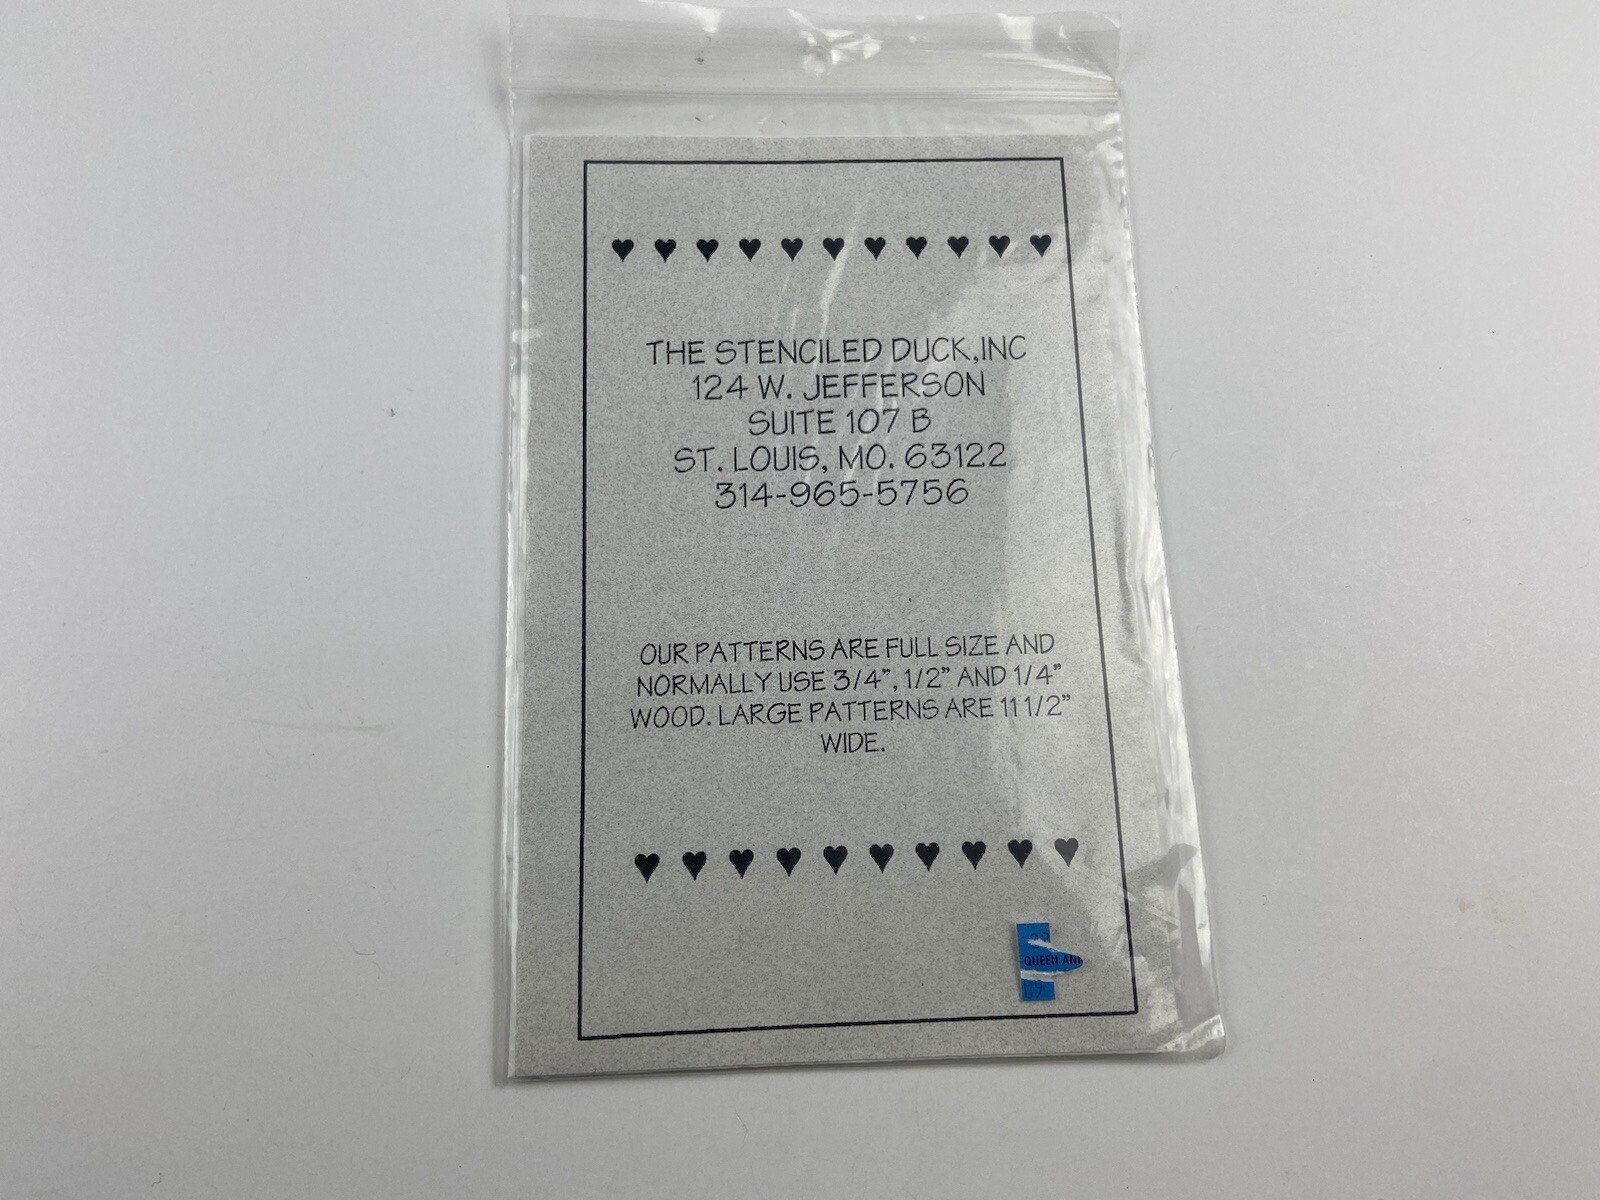 THE STENCILED DUCK,INC
124 W. JEFFERSON
SUITE 107 B
ST. LOUIS, MO. 63122
314-965-5756
OUR PATTERNS ARE FULL SIZE AND
NORMALLY USE 3/4", 1/2" AND 1/4"
WOOD. LARGE PATTERNS ARE 11 1/2"
WIDE.
QUEEN ANN